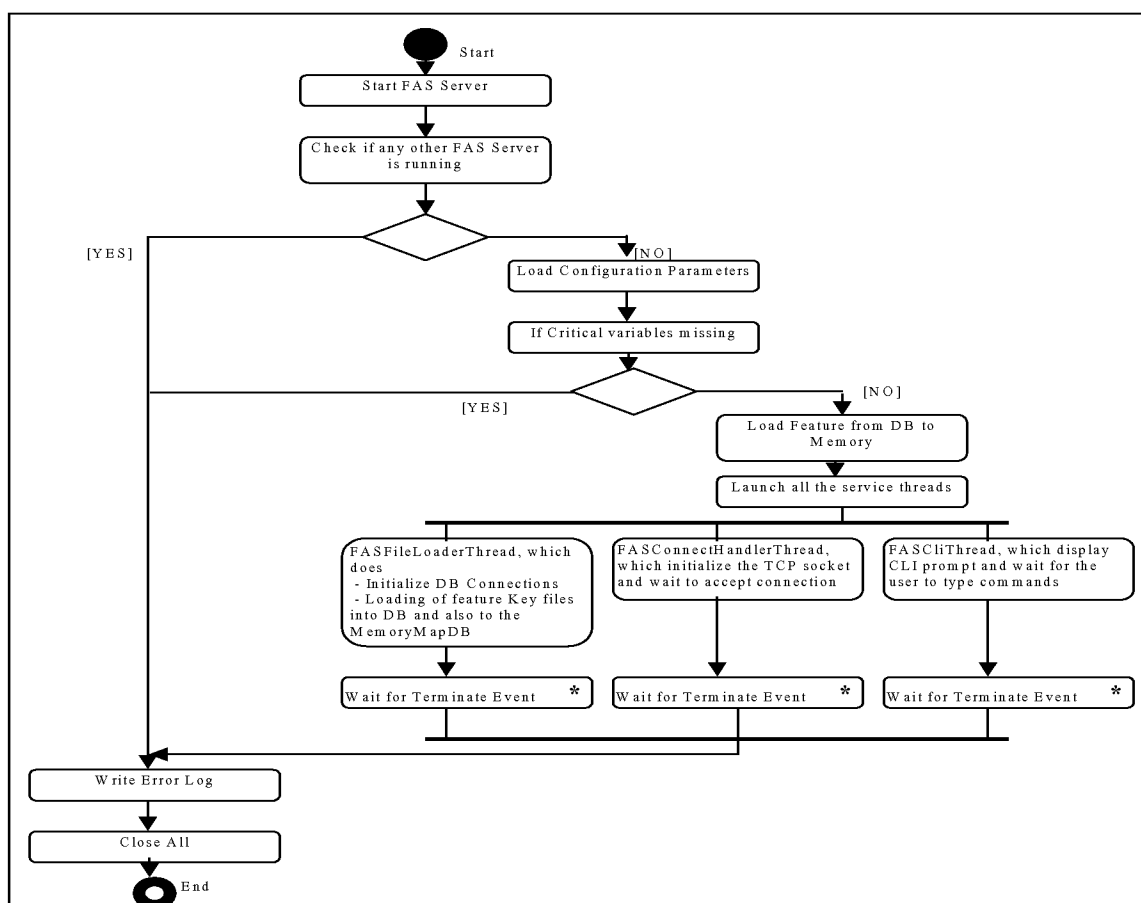 Start
Start FAS Server
Check if any other FAS Server
is running
[YES]
[NO]
Load Configuration Parameters
If Critical variables missing
[YES]
[NO]
Load Feature from DB to
Memory
Launch all the service threads
FASFileLoaderThread, which
does
- Initialize DB Connections
- Loading of feature Key files
into DB and also to the
MemoryMapDB
FASConnectHandlerThread,
which initialize the TCP socket
and wait to accept connection
FASCliThread, which display
CLI prompt and wait for the
user to type commands
Wait for Terminate Event *
Wait for Terminate Event *
Wait for Terminate Event *
Write Error Log
Close All
End